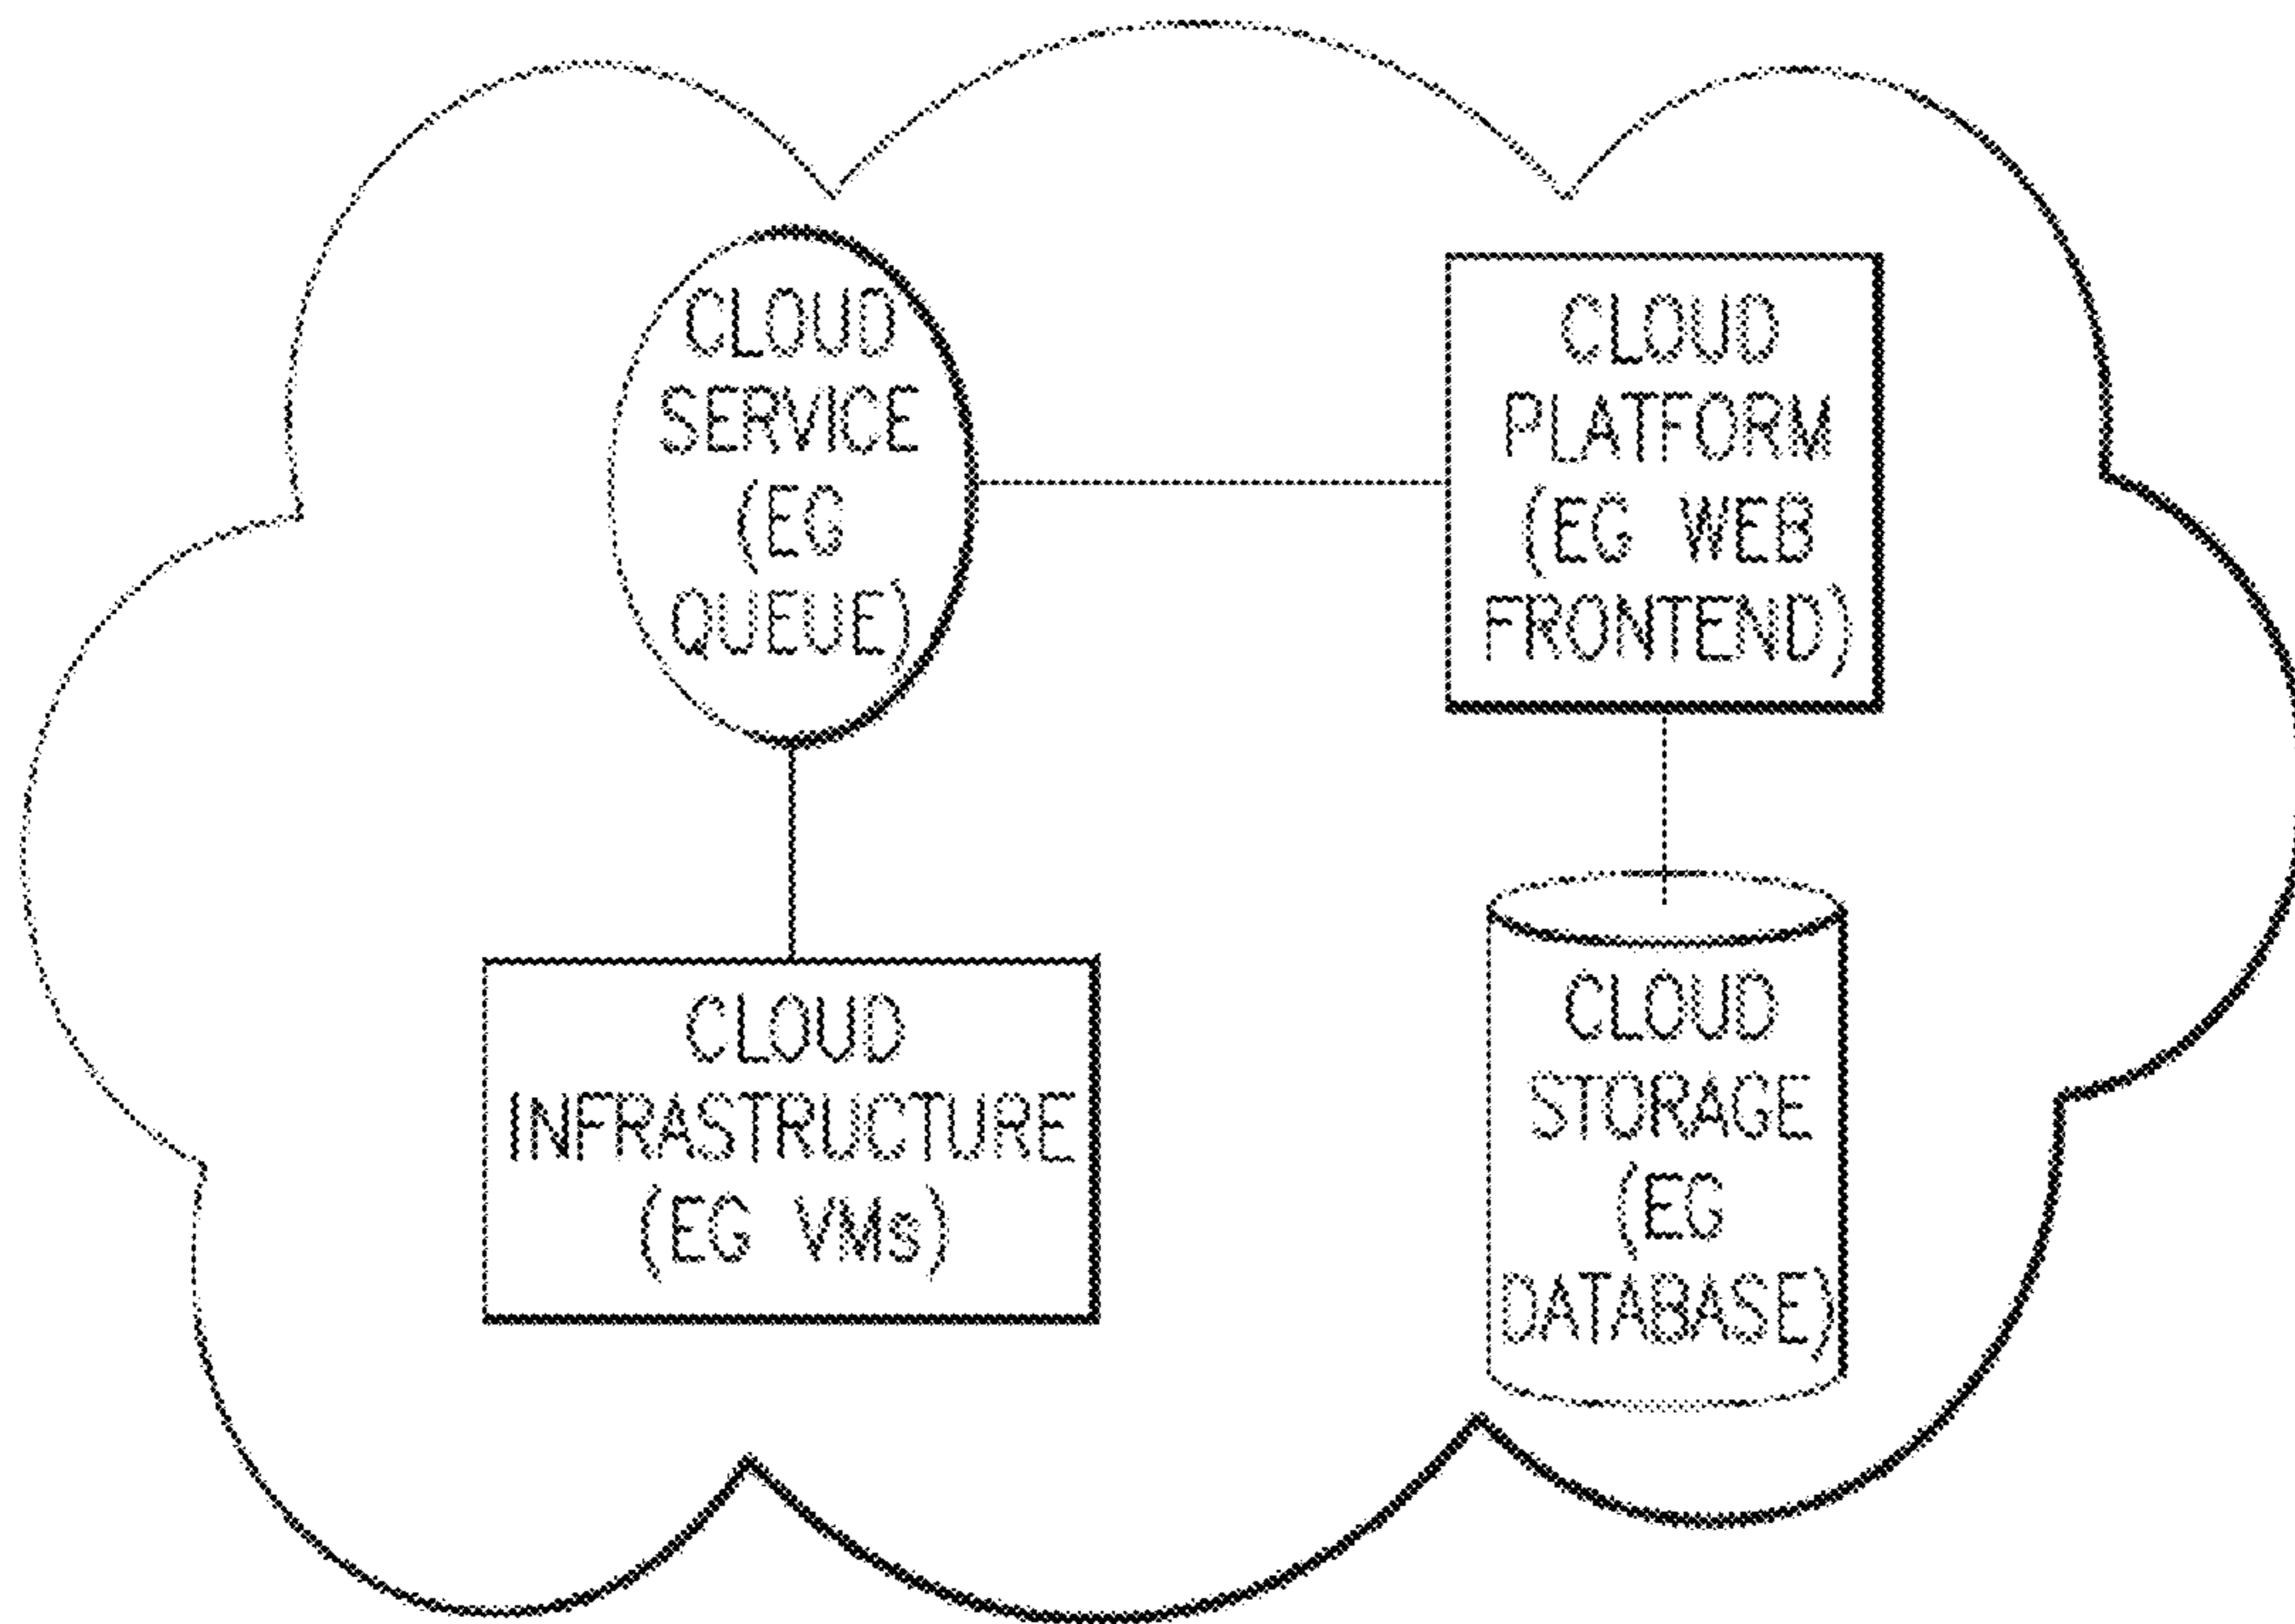 CLOUD
SERVICE
(EG
QUEUE)
CLOUD
PLATFORM
(EG WEB
FRONTEND)
CLOUD
INFRASTRUCTURE
(EG VMs)
CLOUD
STORAGE
(EG
DATABASE)